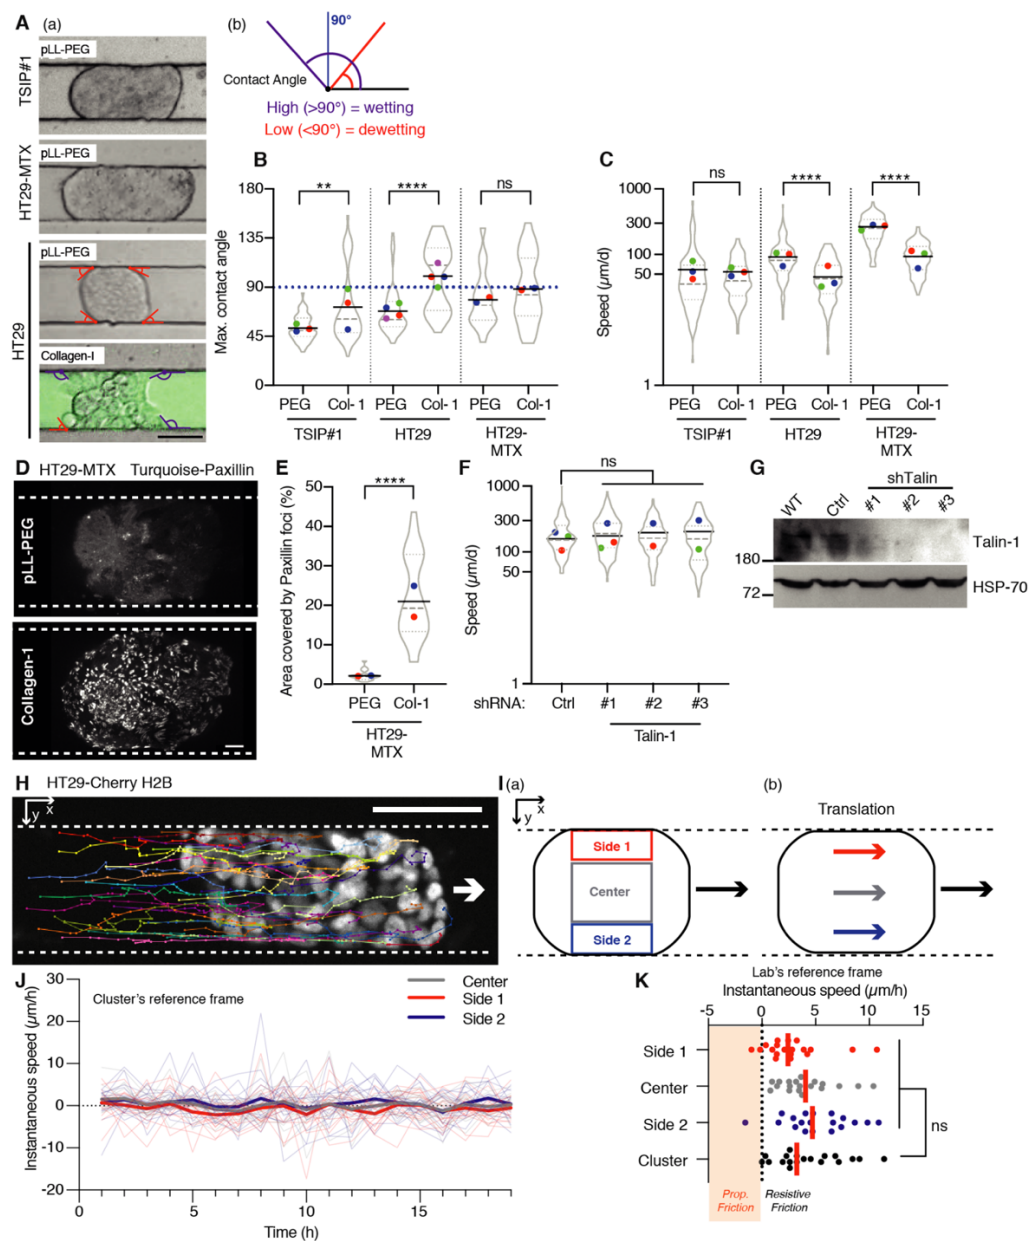 A
(a)
(b)
TSIP#1
pLL-PEG
HT29-MTX
pLL-PEG
HT29
pLL-PEG
Collagen-I
90°
Contact Angle
High (>90°) = wetting
Low (<90°) = dewetting
B
Max. contact angle
180
135
90
45
0
**
****
ns
PEG Col-1 PEG Col-1 PEG Col-1
TSIP#1
HT29
HT29-
MTX
C
Speed (µm/d)
1000
300
100
50
1
ns
****
****
PEG Col-1 PEG Col-1 PEG Col-1
TSIP#1
HT29
HT29-
MTX
D
HT29-MTX Turquoise-Paxillin
pLL-PEG
Collagen-1
E
Area covered by Paxillin foci (%)
50
40
30
20
10
0
****
PEG Col-1
HT29-
MTX
F
Speed (µm/d)
1000
300
100
50
1
ns
shRNA: Ctrl #1 #2 #3
Talin-1
G
shTalin
WT Ctrl #1 #2 #3
180
Talin-1
72
HSP-70
H
HT29-Cherry H2B
x
y
I
(a)
x
y
Side 1
Center
Side 2
(b)
Translation
J
Instantaneous speed (µm/h)
30
20
10
0
-10
-20
Cluster's reference frame
Center
Side 1
Side 2
0 5 10 15
Time (h)
K
Lab's reference frame
Instantaneous speed (µm/h)
-5 0 5 10 15
Side 1
Center
Side 2
Cluster
ns
Prop. Friction
Resistive Friction